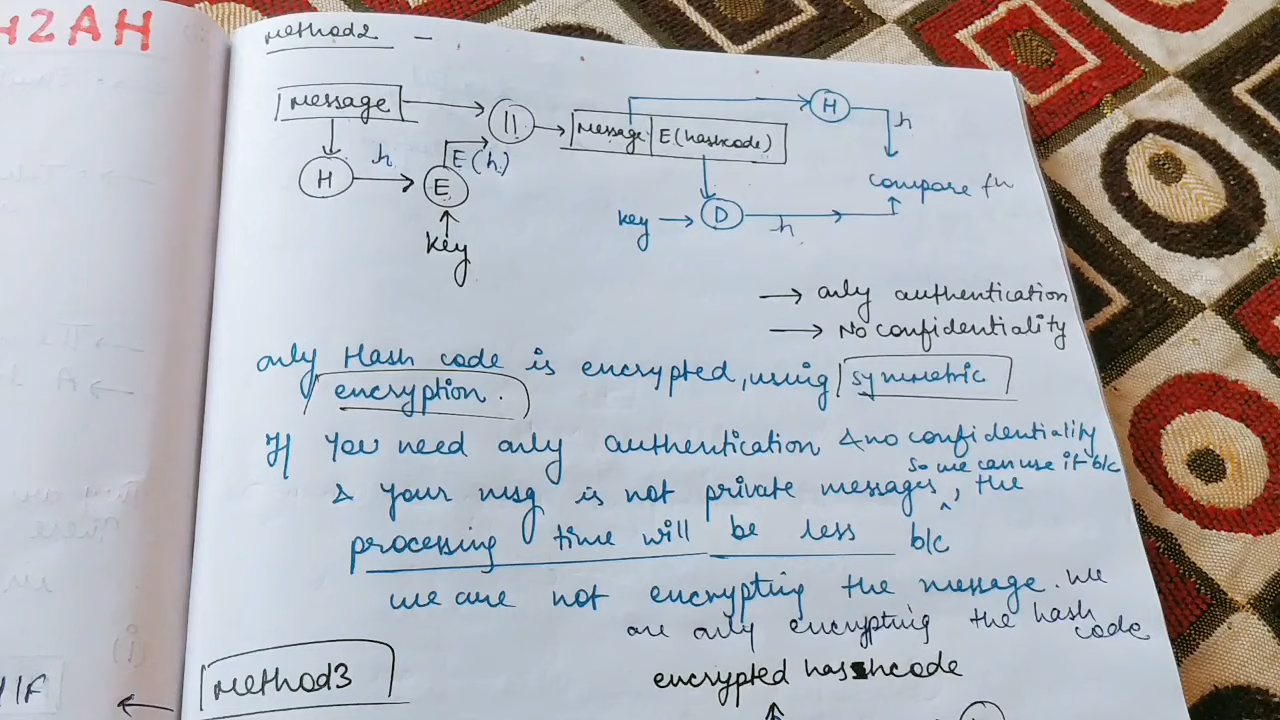 H2AH
Method2 -
Message
H
h
E
E(h)
Key
||
Message E(hashcode)
H
h
compare fn
key
D
h
→ only authentication
→ No confidentiality
only Hash code is encrypted, using symmetric
encryption.
If you need only authentication & no confidentiality
so we can use it b/c
& your msg is not private messages, the
processing time will be less b/c
we are not encrypting the message. We
are only encrypting the hash
code
Method3
encrypted hashcode